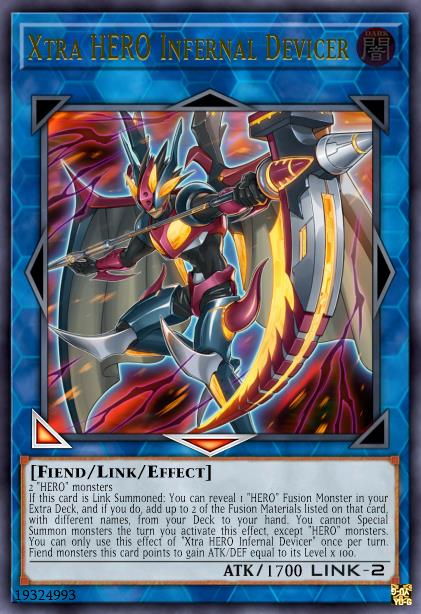 Xtra HERO Infernal Devicer
DARK
闇
[Fiend/Link/Effect]
2 "HERO" monsters
If this card is Link Summoned: You can reveal 1 "HERO" Fusion Monster in your
Extra Deck, and if you do, add up to 2 of the Fusion Materials listed on that card,
with different names, from your Deck to your hand. You cannot Special
Summon monsters the turn you activate this effect, except "HERO" monsters.
You can only use this effect of "Xtra HERO Infernal Devicer" once per turn.
Fiend monsters this card points to gain ATK/DEF equal to its Level x 100.
ATK/1700 LINK-2
19324993